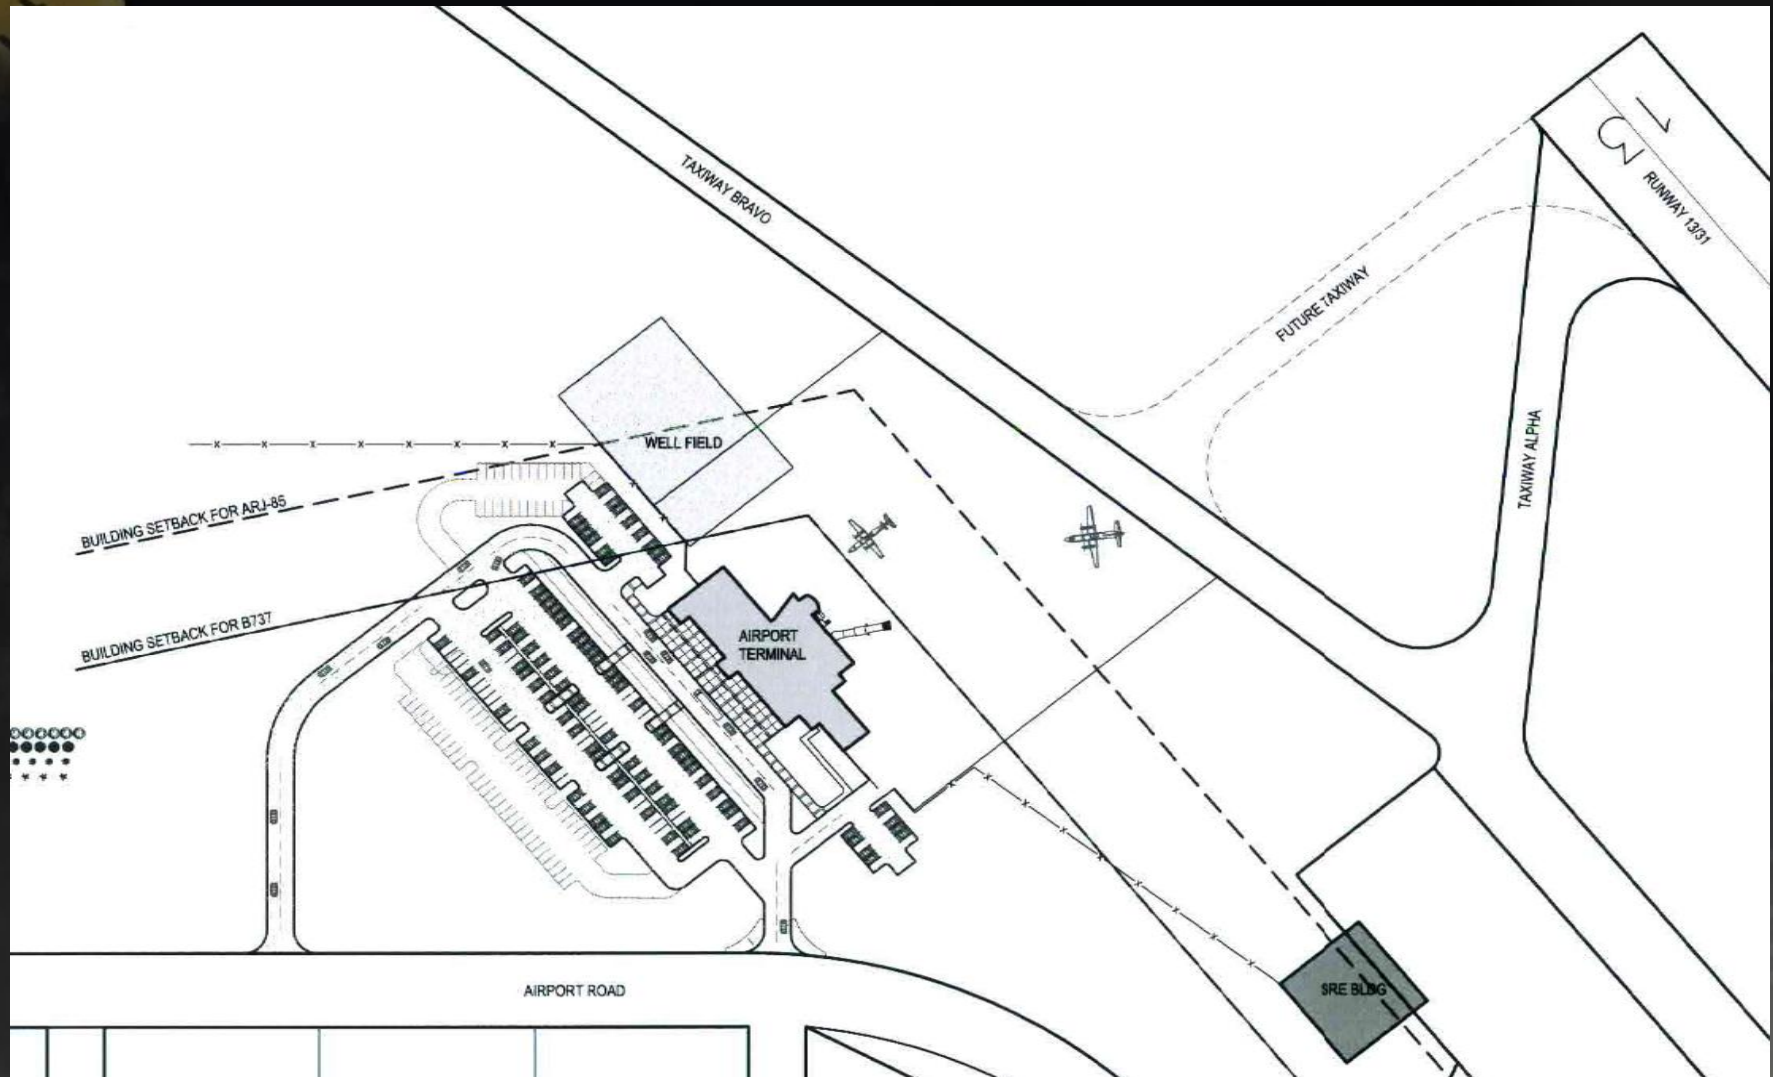 TAXIWAY BRAVO
13
RUNWAY 13/31
FUTURE TAXIWAY
TAXIWAY ALPHA
WELL FIELD
BUILDING SETBACK FOR ARJ-85
BUILDING SETBACK FOR B737
AIRPORT
TERMINAL
AIRPORT ROAD
SRE BLDG